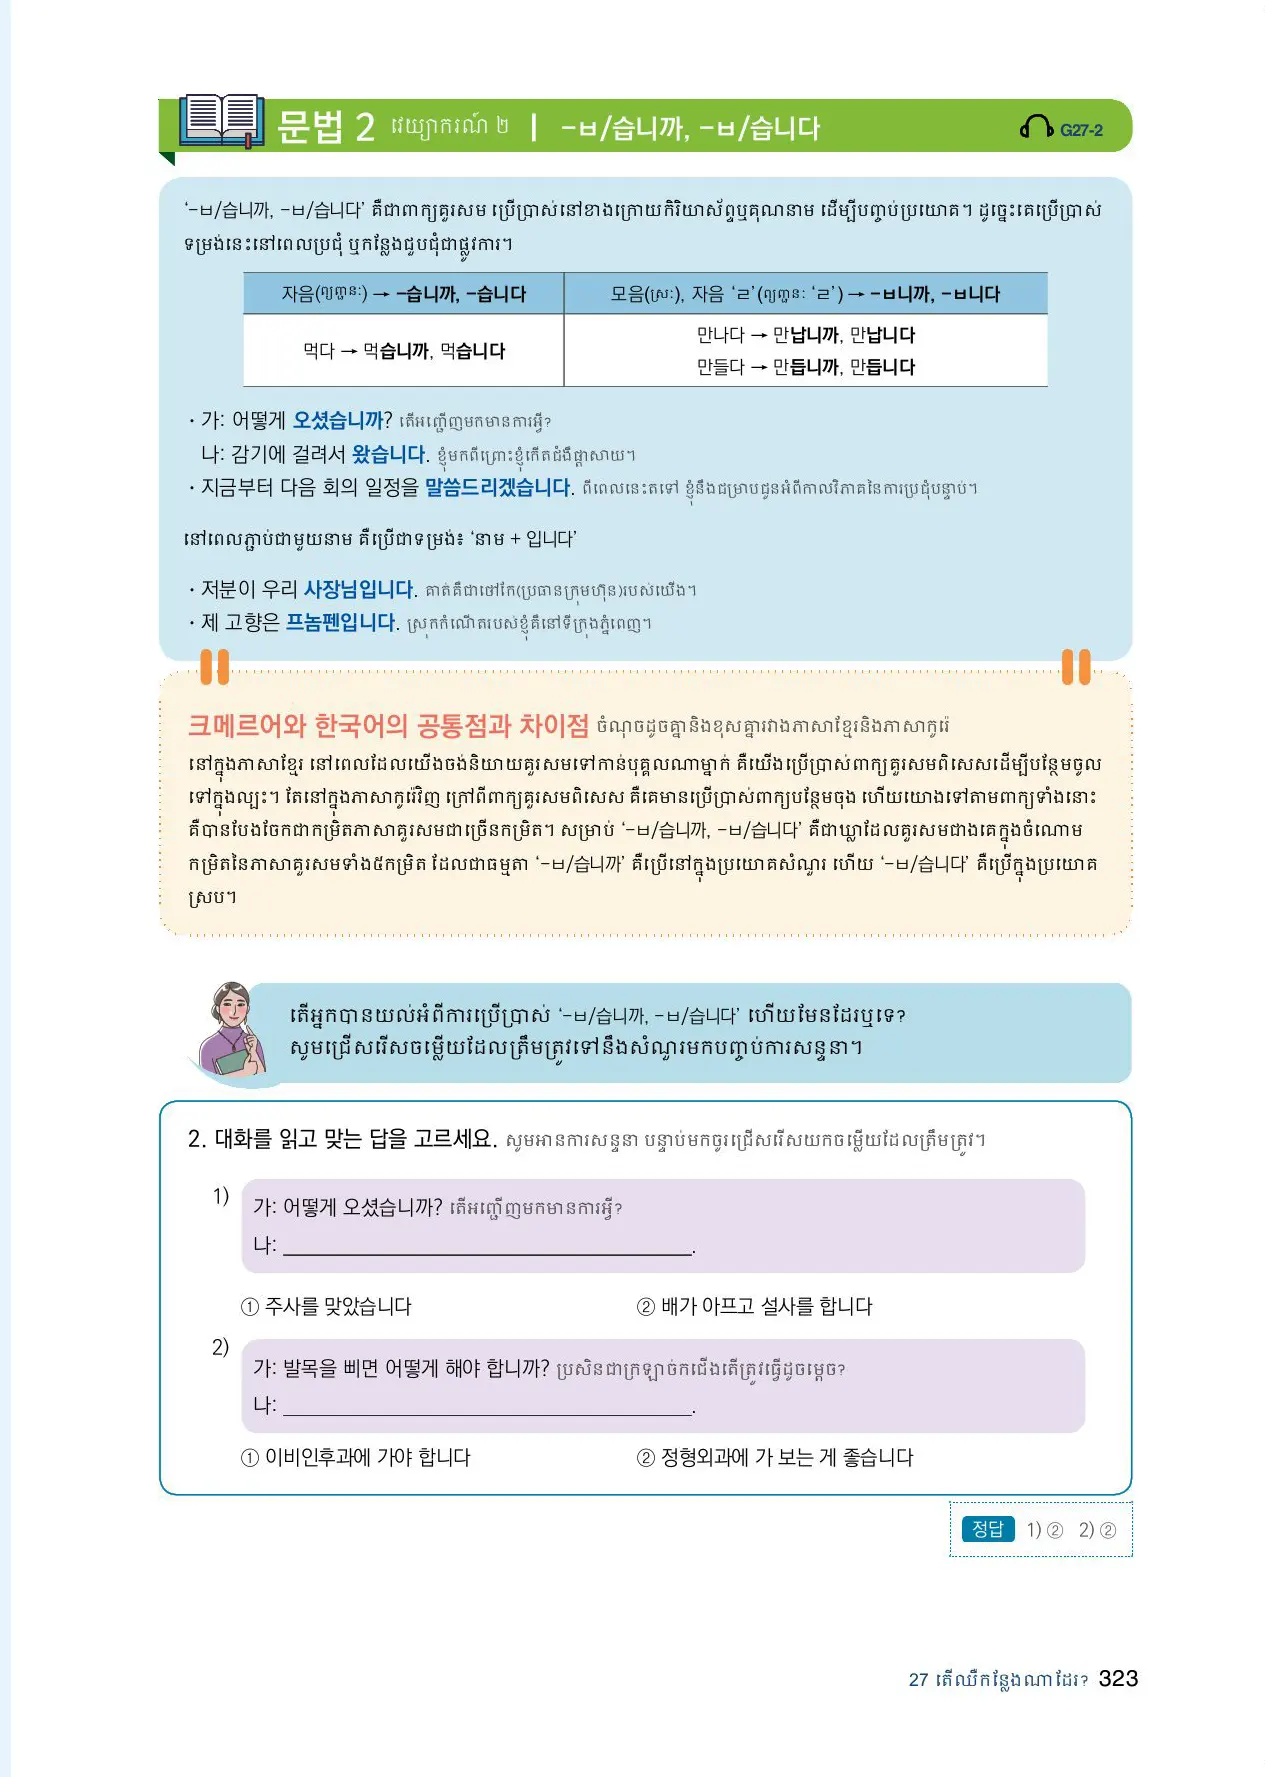 문법 2 វេយ្យាករណ៍ ២ | -ㅂ/습니까, -ㅂ/습니다 G27-2
‘-ㅂ/습니까, -ㅂ/습니다’ គឺជាពាក្យគួរសម ប្រើប្រាស់នៅខាងក្រោយកិរិយាស័ព្ទឬគុណនាម ដើម្បីបញ្ចប់ប្រយោគ។ ដូច្នេះគេប្រើប្រាស់
ទម្រង់នេះនៅពេលប្រជុំ ឬកន្លែងជួបជុំជាផ្លូវការ។
자음(ព្យញ្ជនៈ) → -습니까, -습니다 모음(ស្រៈ), 자음 ‘ㄹ’(ព្យញ្ជនៈ ‘ㄹ’) → -ㅂ니까, -ㅂ니다
먹다 → 먹습니까, 먹습니다
만나다 → 만납니까, 만납니다
만들다 → 만듭니까, 만듭니다
· 가: 어떻게 오셨습니까? តើអញ្ជើញមកមានការអ្វី?
나: 감기에 걸려서 왔습니다. ខ្ញុំមកពីព្រោះខ្ញុំកើតជំងឺផ្តាសាយ។
· 지금부터 다음 회의 일정을 말씀드리겠습니다. ពីពេលនេះតទៅ ខ្ញុំនឹងជម្រាបជូនអំពីកាលវិភាគនៃការប្រជុំបន្ទាប់។
នៅពេលភ្ជាប់ជាមួយនាម គឺប្រើជាទម្រង់៖ ‘នាម + 입니다’
· 저분이 우리 사장님입니다. គាត់គឺជាថៅកែ(ប្រធានក្រុមហ៊ុន)របស់យើង។
· 제 고향은 프놈펜입니다. ស្រុកកំណើតរបស់ខ្ញុំគឺនៅទីក្រុងភ្នំពេញ។
크메르어와 한국어의 공통점과 차이점 ចំណុចដូចគ្នានិងខុសគ្នារវាងភាសាខ្មែរនិងភាសាកូរ៉េ
នៅក្នុងភាសាខ្មែរ នៅពេលដែលយើងចង់និយាយគួរសមទៅកាន់បុគ្គលណាម្នាក់ គឺយើងប្រើប្រាស់ពាក្យគួរសមពិសេសដើម្បីបន្ថែមចូល
ទៅក្នុងល្បះ។ តែនៅក្នុងភាសាកូរ៉េវិញ ក្រៅពីពាក្យគួរសមពិសេស គឺគេមានប្រើប្រាស់ពាក្យបន្ថែមចុង ហើយយោងទៅតាមពាក្យទាំងនោះ
គឺបានបែងចែកជាកម្រិតភាសាគួរសមជាច្រើនកម្រិត។ សម្រាប់ ‘-ㅂ/습니까, -ㅂ/습니다’ គឺជាឃ្លាដែលគួរសមជាងគេក្នុងចំណោម
កម្រិតនៃភាសាគួរសមទាំង៥កម្រិត ដែលជាធម្មតា ‘-ㅂ/습니까’ គឺប្រើនៅក្នុងប្រយោគសំណួរ ហើយ ‘-ㅂ/습니다’ គឺប្រើក្នុងប្រយោគ
ស្រប។
តើអ្នកបានយល់អំពីការប្រើប្រាស់ ‘-ㅂ/습니까, -ㅂ/습니다’ ហើយមែនដែរឬទេ?
សូមជ្រើសរើសចម្លើយដែលត្រឹមត្រូវទៅនឹងសំណួរមកបញ្ចប់ការសន្ទនា។
2. 대화를 읽고 맞는 답을 고르세요. សូមអានការសន្ទនា បន្ទាប់មកចូរជ្រើសរើសយកចម្លើយដែលត្រឹមត្រូវ។
1)
가: 어떻게 오셨습니까? តើអញ្ជើញមកមានការអ្វី?
나: ____________________.
① 주사를 맞았습니다 ② 배가 아프고 설사를 합니다
2)
가: 발목을 삐면 어떻게 해야 합니까? ប្រសិនជាក្រឡាច់កជើងតើត្រូវធ្វើដូចម្តេច?
나: ____________________.
① 이비인후과에 가야 합니다 ② 정형외과에 가 보는 게 좋습니다
정답 1) ② 2) ②
27 តើឈឺកន្លែងណាដែរ? 323